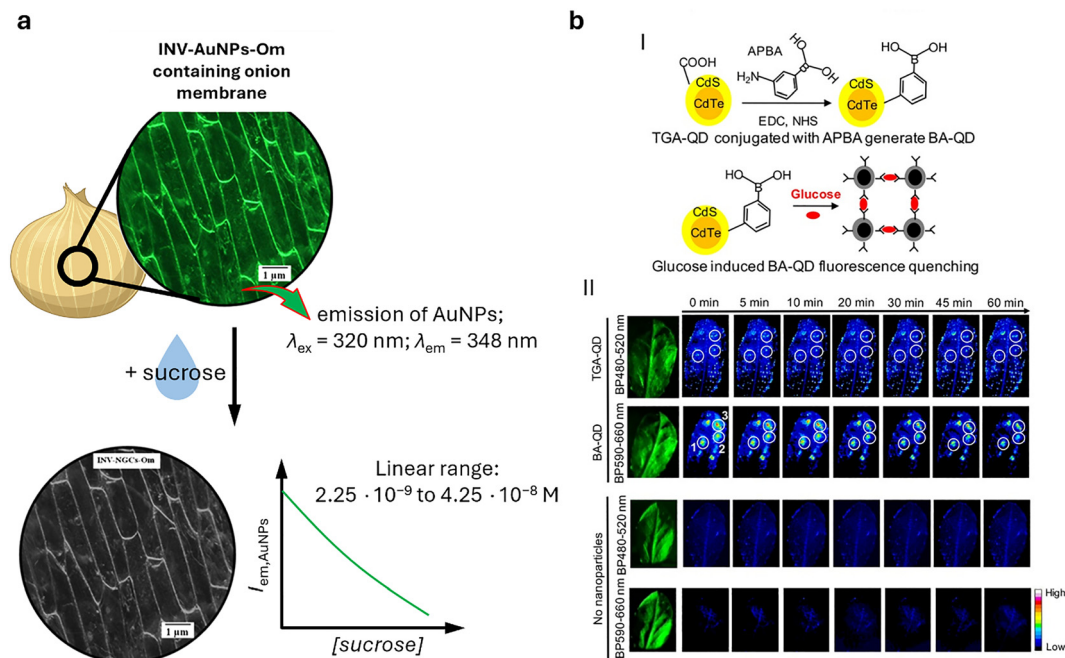 a
INV-AuNPs-Om
containing onion
membrane
1 μm
emission of AuNPs;
λex = 320 nm; λem = 348 nm
+ sucrose
INV-NGCs-Om
1 μm
Linear range:
2.25 · 10⁻⁹ to 4.25 · 10⁻⁸ M
Iem,AuNPs
[sucrose]
b
I
COOH
CdS
CdTe
APBA
H₂N
B
HO
OH
EDC, NHS
HO
OH
B
CdS
CdTe
TGA-QD conjugated with APBA generate BA-QD
HO
OH
B
CdS
CdTe
Glucose
Glucose induced BA-QD fluorescence quenching
II
0 min 5 min 10 min 20 min 30 min 45 min 60 min
TGA-QD
BP480-520 nm
BA-QD
BP590-660 nm
1
2
3
No nanoparticles
BP480-520 nm
BP590-660 nm
High
Low